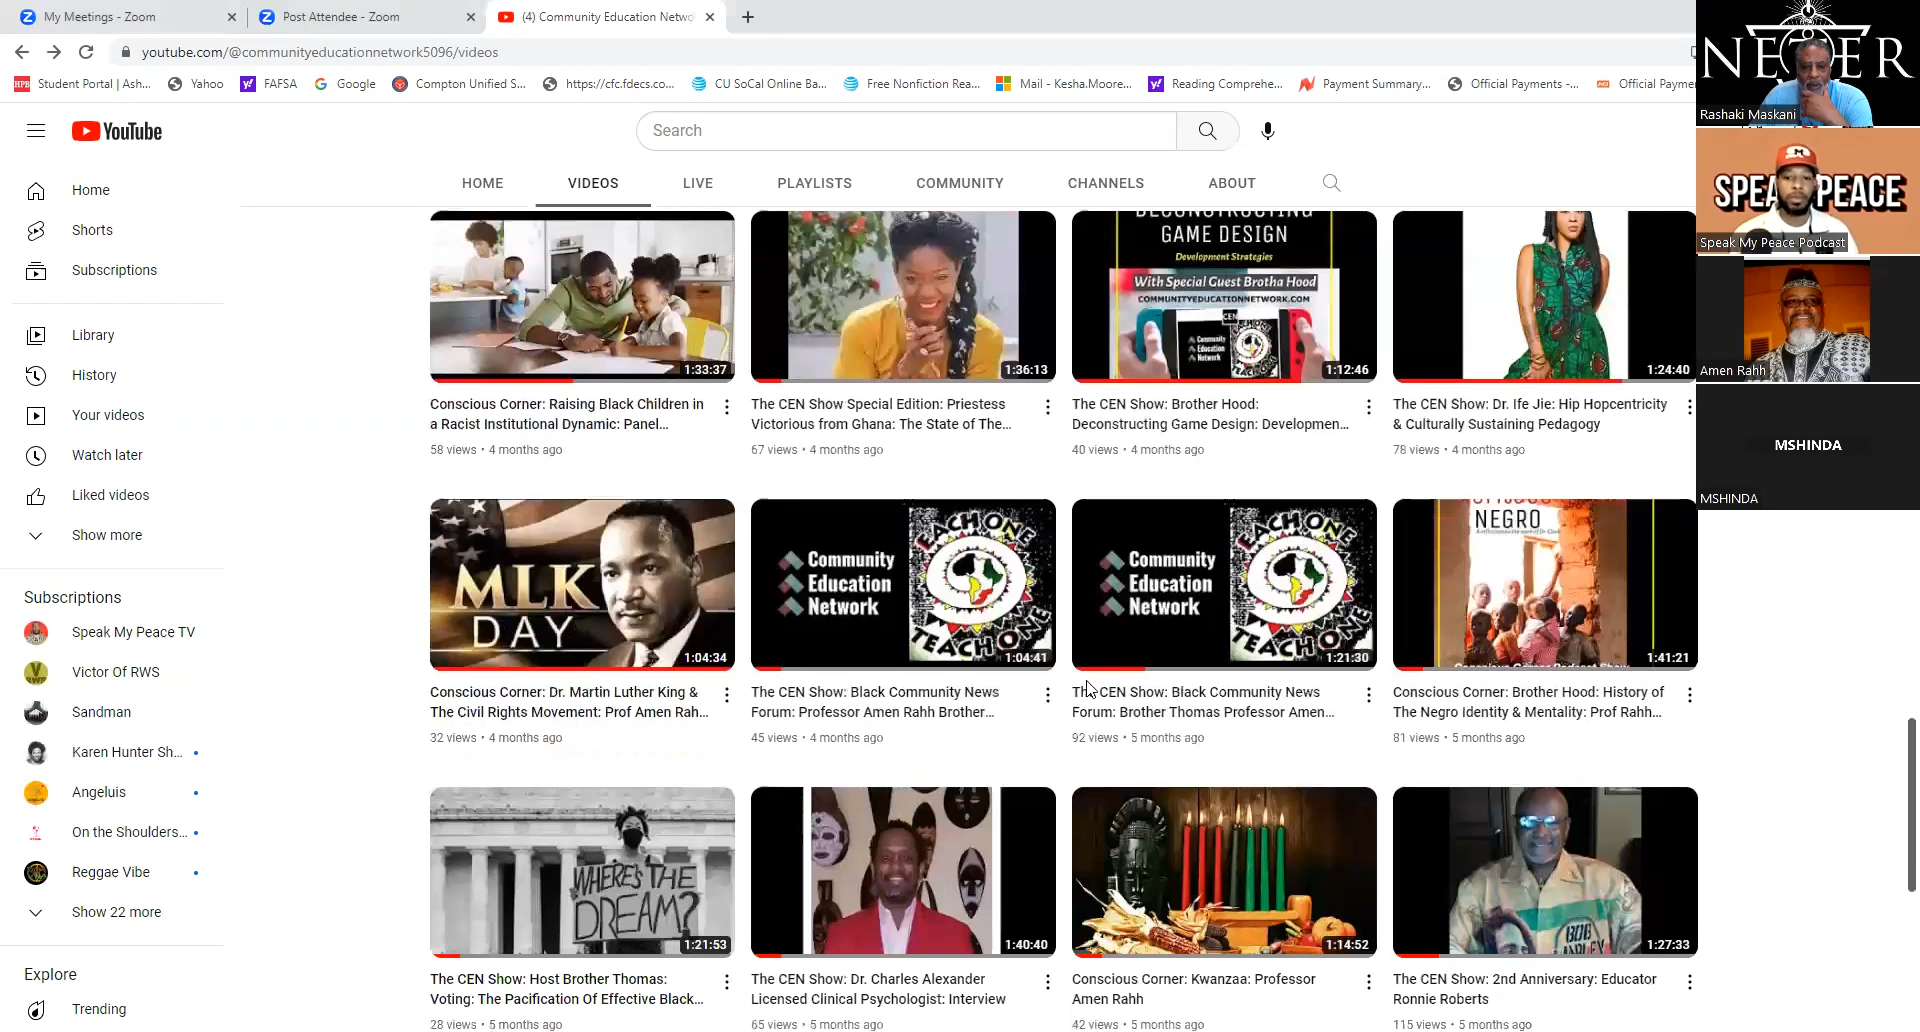 My Meetings - Zoom
Post Attendee - Zoom
(4) Community Education Netwo
youtube.com/@communityeducationnetwork5096/videos
Student Portal | Ash...
Yahoo
FAFSA
Google
Compton Unified S...
https://cfc.fdecs.co...
CU SoCal Online Ba...
Free Nonfiction Rea...
Mail - Kesha.Moore...
Reading Comprehe...
Payment Summary...
Official Payments -...
Official Payme
YouTube
Search
HOME
VIDEOS
LIVE
PLAYLISTS
COMMUNITY
CHANNELS
ABOUT
Home
Shorts
Subscriptions
Library
History
Your videos
Watch later
Liked videos
Show more
Subscriptions
Speak My Peace TV
Victor Of RWS
Sandman
Karen Hunter Sh...
Angeluis
On the Shoulders...
Reggae Vibe
Show 22 more
Explore
Trending
1:33:37
Conscious Corner: Raising Black Children in
a Racist Institutional Dynamic: Panel...
58 views • 4 months ago
1:36:13
The CEN Show Special Edition: Priestess
Victorious from Ghana: The State of The...
67 views • 4 months ago
DECONSTRUCTING
GAME DESIGN
Development Strategies
With Special Guest Brotha Hood
COMMUNITYEDUCATIONNETWORK.COM
CEN
Community
Education
Network
1:12:46
The CEN Show: Brother Hood:
Deconstructing Game Design: Developmen...
40 views • 4 months ago
1:24:40
The CEN Show: Dr. Ife Jie: Hip Hopcentricity
& Culturally Sustaining Pedagogy
78 views • 4 months ago
MLK
DAY
1:04:34
Conscious Corner: Dr. Martin Luther King &
The Civil Rights Movement: Prof Amen Rah...
32 views • 4 months ago
Community
Education
Network
EACH ONE
TEACH ONE
1:04:41
The CEN Show: Black Community News
Forum: Professor Amen Rahh Brother...
45 views • 4 months ago
Community
Education
Network
EACH ONE
TEACH ONE
1:21:30
The CEN Show: Black Community News
Forum: Brother Thomas Professor Amen...
92 views • 5 months ago
NEGRO
1:41:21
Conscious Corner: Brother Hood: History of
The Negro Identity & Mentality: Prof Rahh...
81 views • 5 months ago
WHERE'S THE
DREAM?
1:21:53
The CEN Show: Host Brother Thomas:
Voting: The Pacification Of Effective Black...
28 views • 5 months ago
1:40:40
The CEN Show: Dr. Charles Alexander
Licensed Clinical Psychologist: Interview
65 views • 5 months ago
1:14:52
Conscious Corner: Kwanzaa: Professor
Amen Rahh
42 views • 5 months ago
BOB
1:27:33
The CEN Show: 2nd Anniversary: Educator
Ronnie Roberts
115 views • 5 months ago
NETER
Rashaki Maskani
SPEA PEACE
Speak My Peace Podcast
Amen Rahh
MSHINDA
MSHINDA